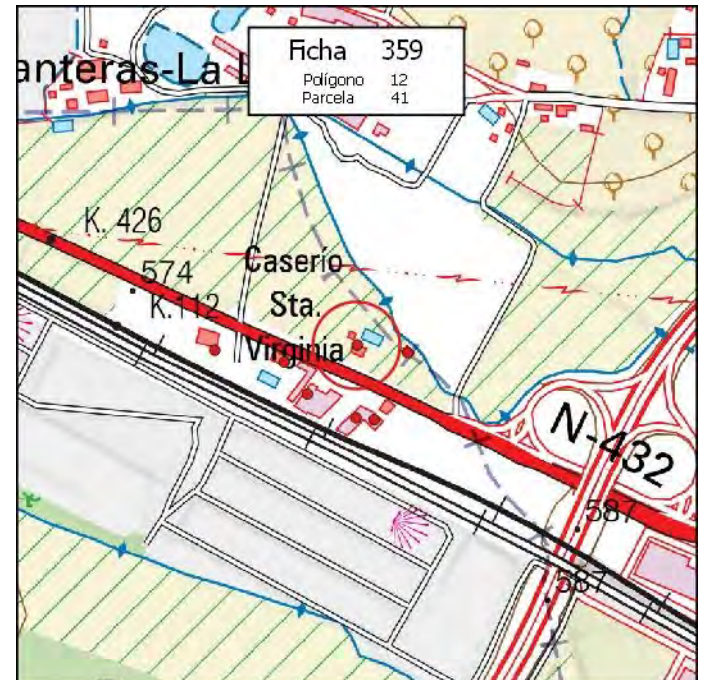 anteras-La L
Ficha 359
Polígono 12
Parcela 41
K. 426
574
K. 112
Caserío
Sta.
Virginia
N-432
587
587